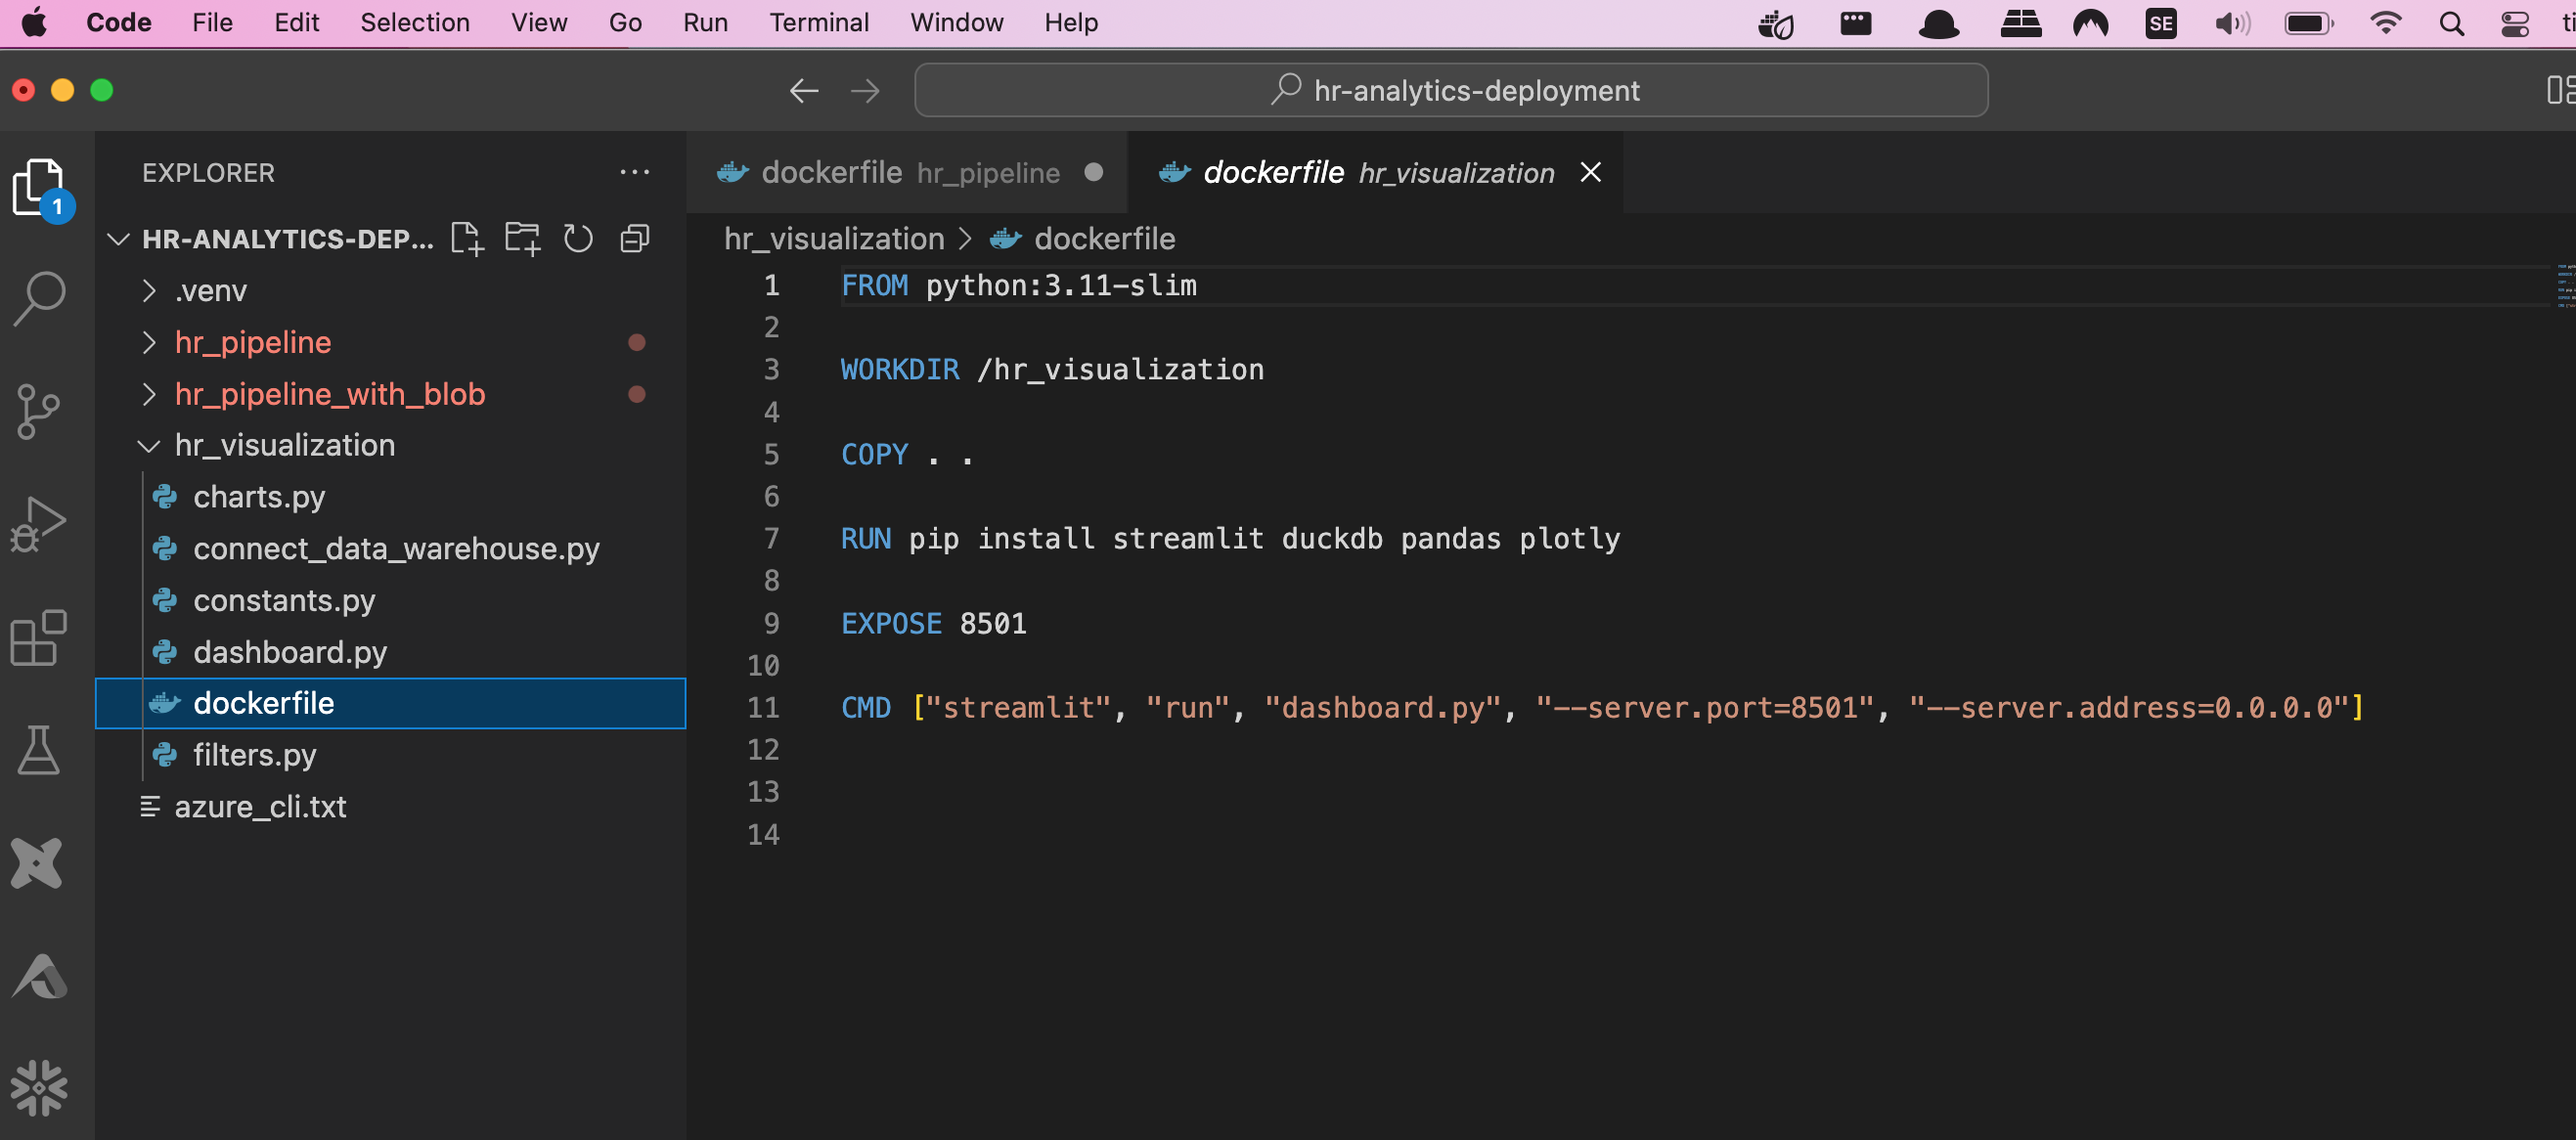 Code File Edit Selection View Go Run Terminal Window Help SE
hr-analytics-deployment
EXPLORER
1
HR-ANALYTICS-DEP...
.venv
hr_pipeline
hr_pipeline_with_blob
hr_visualization
charts.py
connect_data_warehouse.py
constants.py
dashboard.py
dockerfile
filters.py
azure_cli.txt
dockerfile hr_pipeline
dockerfile hr_visualization
hr_visualization > dockerfile
1 FROM python:3.11-slim
2
3 WORKDIR /hr_visualization
4
5 COPY . .
6
7 RUN pip install streamlit duckdb pandas plotly
8
9 EXPOSE 8501
10
11 CMD ["streamlit", "run", "dashboard.py", "--server.port=8501", "--server.address=0.0.0.0"]
12
13
14